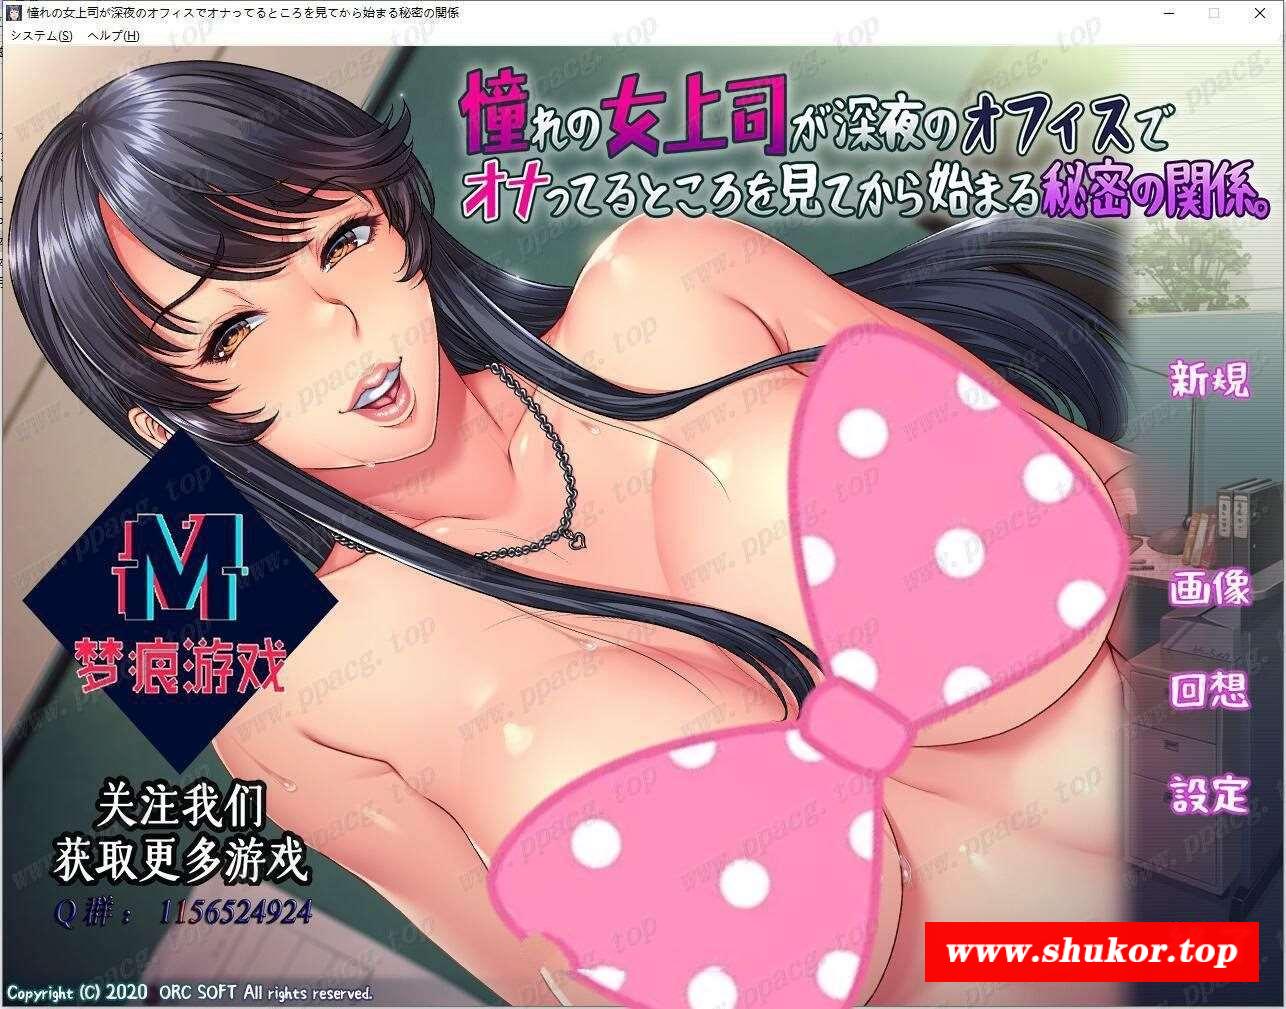 憧れの女上司が深夜のオフィスでオナってるところを見てから始まる秘密の関係
システム(S) ヘルプ(H)
憧れの女上司が深夜のオフィスで
オナってるところを見てから始まる秘密の関係。
新規
画像
回想
設定
M
梦痕游戏
关注我们
获取更多游戏
Q群： 1156524924
www.shukor.top
Copyright (C) 2020 ORC SOFT All rights reserved.
www.ppacg.top